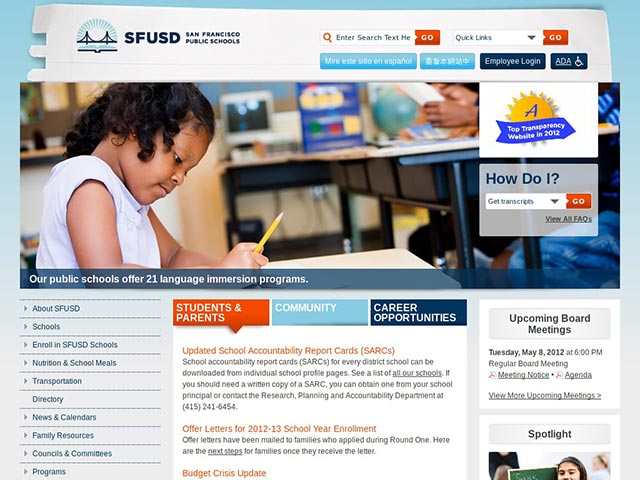 SFUSD SAN FRANCISCO
PUBLIC SCHOOLS
Enter Search Text He GO
Quick Links GO
Mire este sitio en español
Employee Login
ADA
A
Top Transparency
Website in 2012
How Do I?
Get transcripts GO
View All FAQs
Our public schools offer 21 language immersion programs.
About SFUSD
Schools
Enroll in SFUSD Schools
Nutrition & School Meals
Transportation
Directory
News & Calendars
Family Resources
Councils & Committees
Programs
STUDENTS &
PARENTS
COMMUNITY
CAREER
OPPORTUNITIES
Updated School Accountability Report Cards (SARCs)
School accountability report cards (SARCs) for every district school can be
downloaded from individual school profile pages. See a list of all our schools. If
you should need a written copy of a SARC, you can obtain one from your school
principal or contact the Research, Planning and Accountability Department at
(415) 241-6454.
Offer Letters for 2012-13 School Year Enrollment
Offer letters have been mailed to families who applied during Round One. Here
are the next steps for families once they receive the letter.
Budget Crisis Update
Upcoming Board
Meetings
Tuesday, May 8, 2012 at 6:00 PM
Regular Board Meeting
Meeting Notice • Agenda
View More Upcoming Meetings >
Spotlight